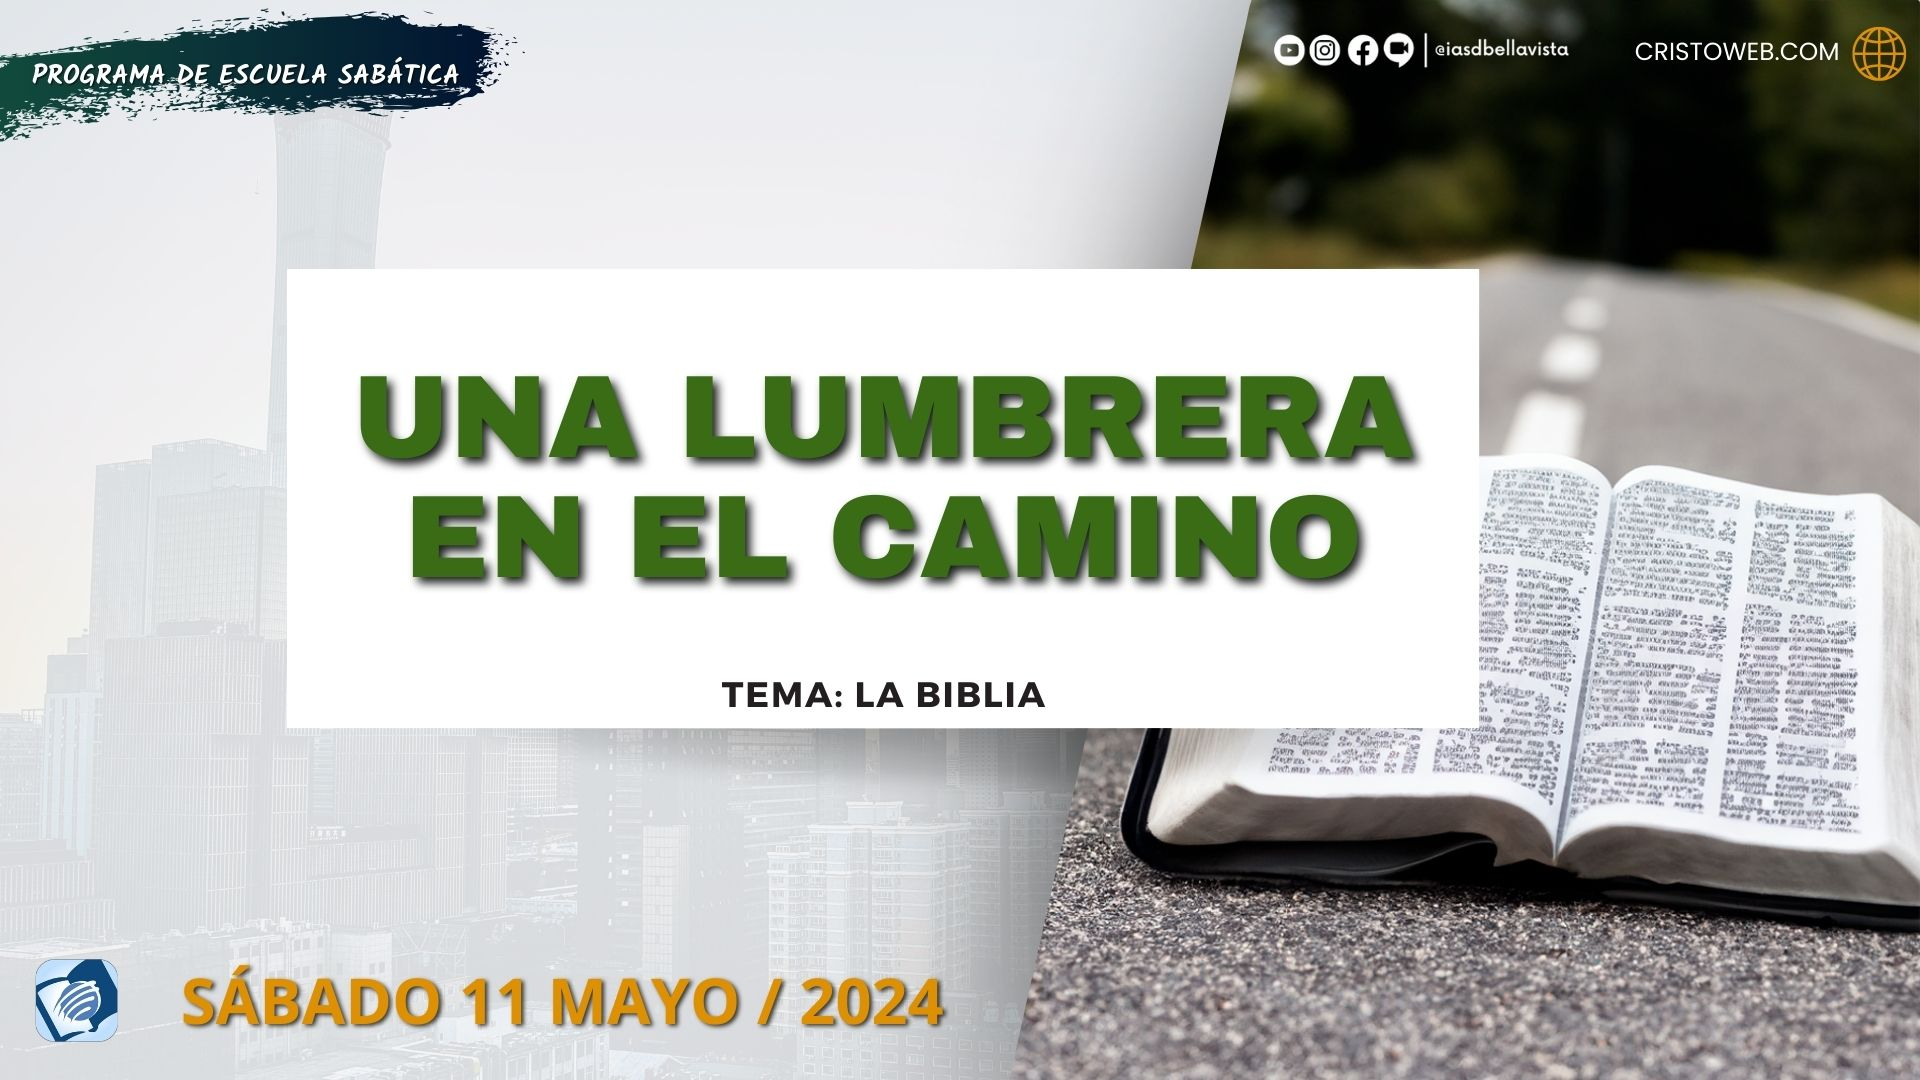 PROGRAMA DE ESCUELA SABÁTICA
@iasdbellavista
CRISTOWEB.COM
UNA LUMBRERA
EN EL CAMINO
TEMA: LA BIBLIA
SÁBADO 11 MAYO / 2024